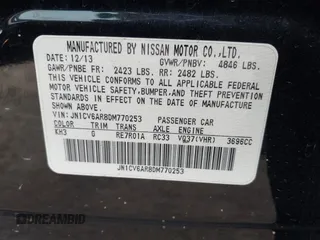 MANUFACTURED BY NISSAN MOTOR CO.,LTD.
DATE: 12/13 GVWR/PNBV: 4846 LBS.
GAWR/PNBE FR: 2423 LBS. RR: 2482 LBS.
THIS VEHICLE CONFORMS TO ALL APPLICABLE FEDERAL
MOTOR VEHICLE SAFETY,BUMPER,AND THEFT PREVENTION
STANDARDS IN EFFECT ON THE DATE OF MANUFACTURE
SHOWN ABOVE.
VIN: JN1CV6AR8DM770253 PASSENGER CAR
COLOR TRIM TRANS AXLE ENGINE
KH3 G RE7R01A RC33 VQ37(VHR) 3696CC
JN1CV6AR8DM770253
DREAMBID